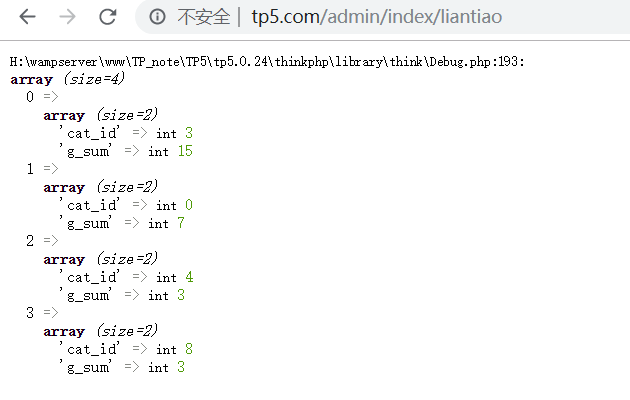 不安全 | tp5.com/admin/index/liantiao
H:\wampserver\www\TP_note\TP5\tp5.0.24\thinkphp\library\think\Debug.php:193:
array (size=4)
  0 =>
    array (size=2)
      'cat_id' => int 3
      'g_sum' => int 15
  1 =>
    array (size=2)
      'cat_id' => int 0
      'g_sum' => int 7
  2 =>
    array (size=2)
      'cat_id' => int 4
      'g_sum' => int 3
  3 =>
    array (size=2)
      'cat_id' => int 8
      'g_sum' => int 3